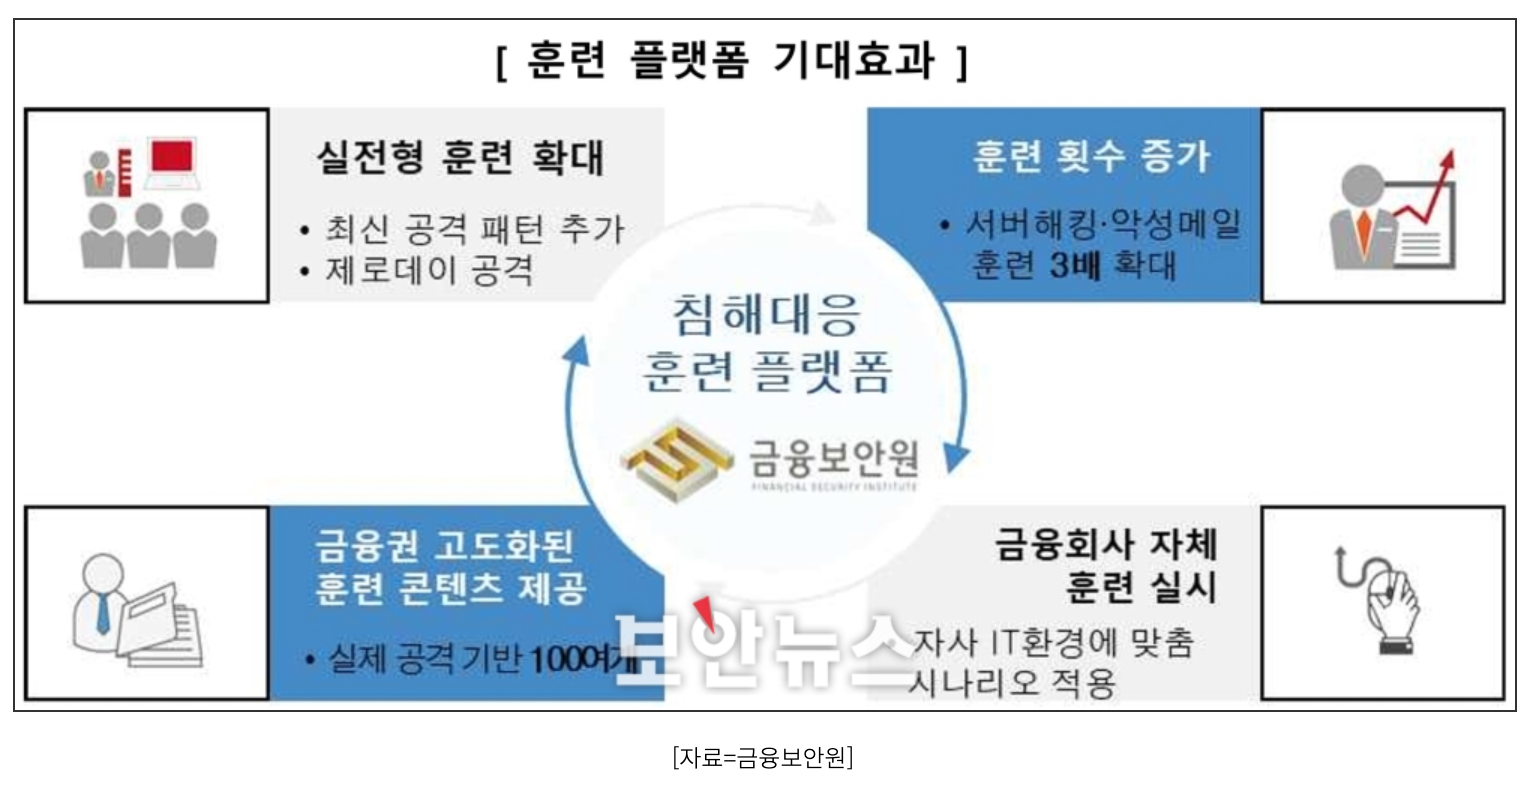 [ 훈련 플랫폼 기대효과 ]
실전형 훈련 확대
• 최신 공격 패턴 추가
• 제로데이 공격
훈련 횟수 증가
• 서버해킹·악성메일
훈련 3배 확대
침해대응
훈련 플랫폼
금융보안원
FINANCIAL SECURITY INSTITUTE
금융권 고도화된
훈련 콘텐츠 제공
• 실제 공격 기반 100여개
금융회사 자체
훈련 실시
자사 IT환경에 맞춤
시나리오 적용
보안뉴스
[자료=금융보안원]